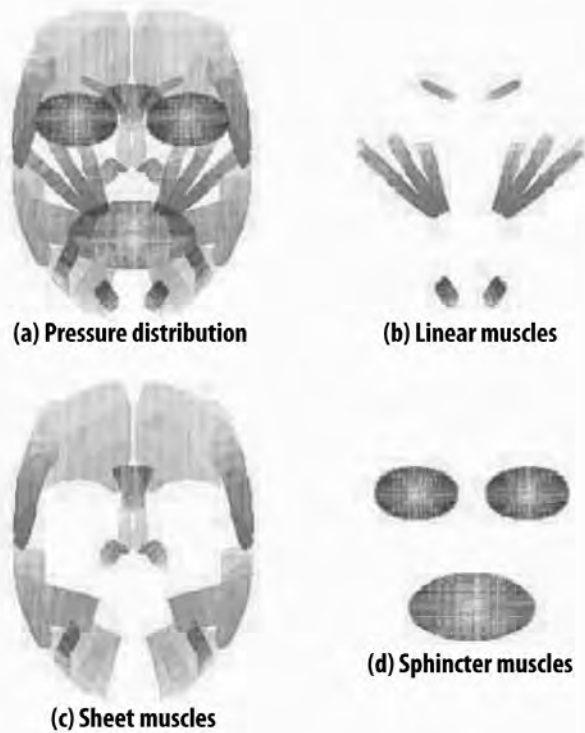 (a) Pressure distribution
(b) Linear muscles
(c) Sheet muscles
(d) Sphincter muscles